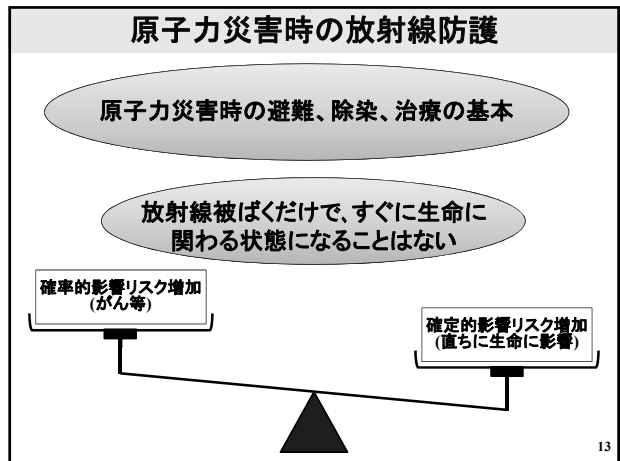 原子力災害時の放射線防護
原子力災害時の避難、除染、治療の基本
放射線被ばくだけで、すぐに生命に
関わる状態になることはない
確率的影響リスク増加
(がん等)
確定的影響リスク増加
(直ちに生命に影響)
13